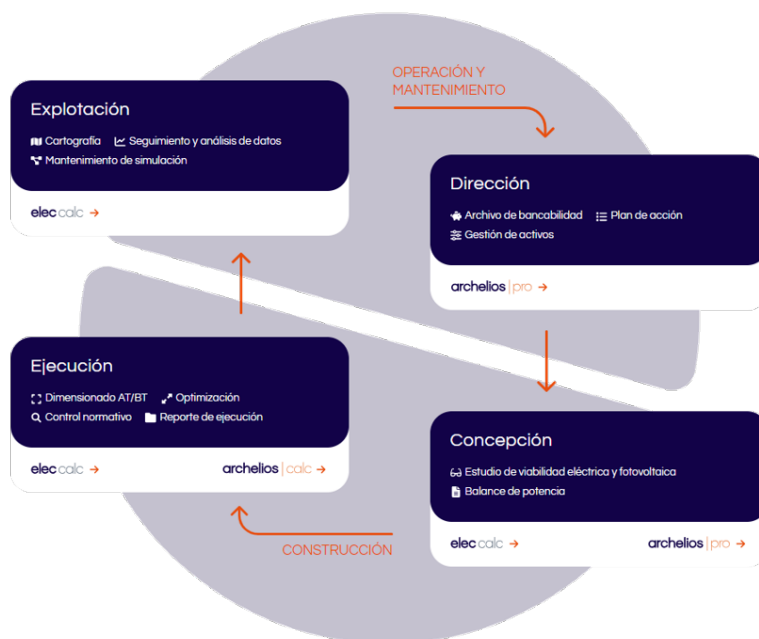 OPERACIÓN Y
MANTENIMIENTO
Explotación
Cartografía Seguimiento y análisis de datos
Mantenimiento de simulación
elec calc →
Dirección
Archivo de bancabilidad Plan de acción
Gestión de activos
archelios | pro →
Ejecución
Dimensionado AT/BT Optimización
Control normativo Reporte de ejecución
elec calc → archelios | calc →
Concepción
Estudio de viabilidad eléctrica y fotovoltaica
Balance de potencia
elec calc → archelios | pro →
CONSTRUCCIÓN